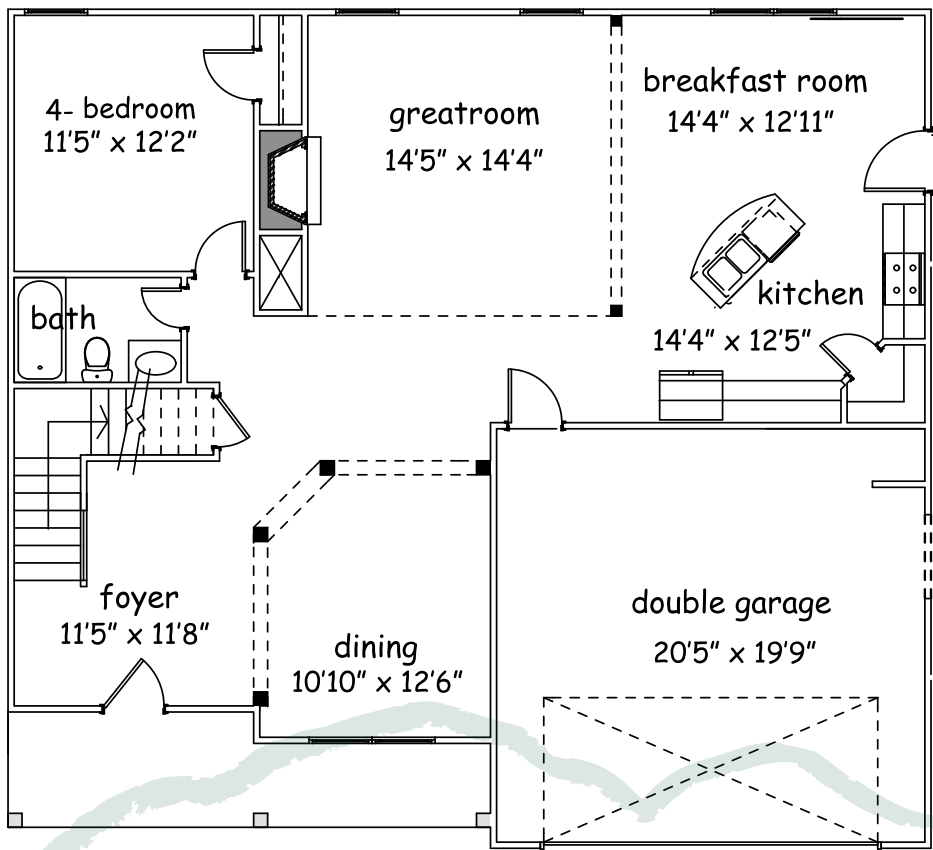 breakfast room
14'4" x 12'11"
4- bedroom
11'5" x 12'2"
greatroom
14'5" x 14'4"
bath
kitchen
14'4" x 12'5"
foyer
11'5" x 11'8"
dining
10'10" x 12'6"
double garage
20'5" x 19'9"